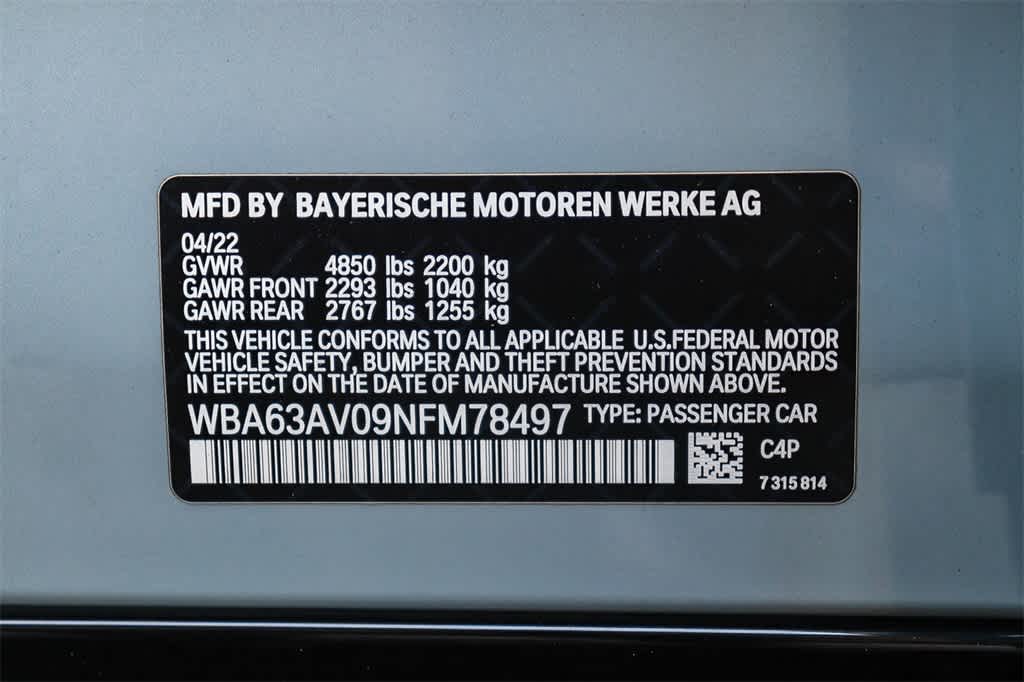 MFD BY BAYERISCHE MOTOREN WERKE AG
04/22
GVWR 4850 lbs 2200 kg
GAWR FRONT 2293 lbs 1040 kg
GAWR REAR 2767 lbs 1255 kg
THIS VEHICLE CONFORMS TO ALL APPLICABLE U.S.FEDERAL MOTOR
VEHICLE SAFETY, BUMPER AND THEFT PREVENTION STANDARDS
IN EFFECT ON THE DATE OF MANUFACTURE SHOWN ABOVE.
WBA63AV09NFM78497 TYPE: PASSENGER CAR
C4P
7 315 814